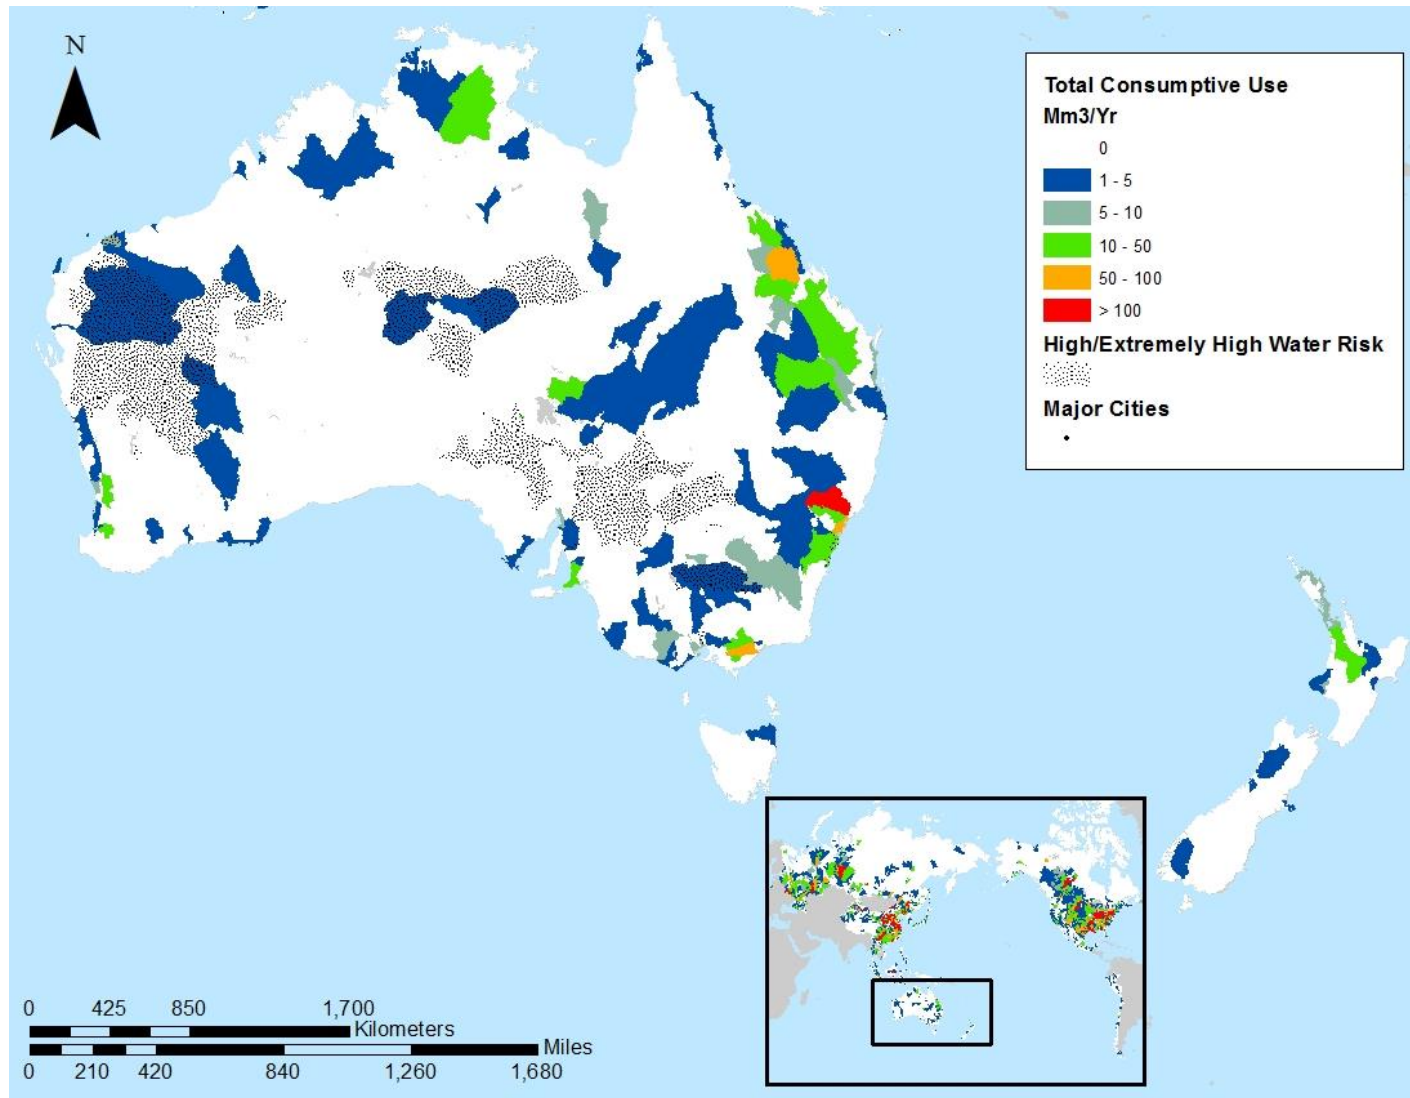 N
Total Consumptive Use
Mm3/Yr
0
1 - 5
5 - 10
10 - 50
50 - 100
> 100
High/Extremely High Water Risk
Major Cities
0 425 850 1,700
Kilometers
Miles
0 210 420 840 1,260 1,680